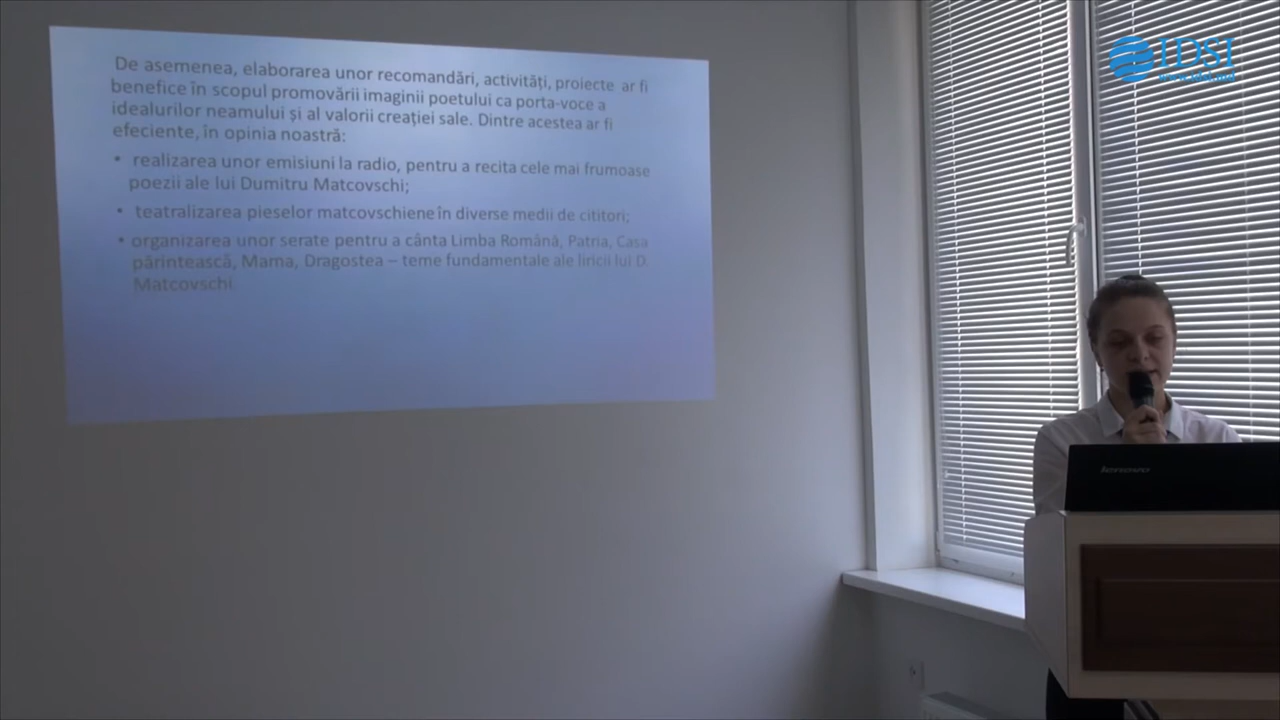 De asemenea, elaborarea unor recomandări, activități, proiecte ar fi
benefice în scopul promovării imaginii poetului ca porta-voce a
idealurilor neamului și al valorii creației sale. Dintre acestea ar fi
efeciente, în opinia noastră:
• realizarea unor emisiuni la radio, pentru a recita cele mai frumoase
poezii ale lui Dumitru Matcovschi;
• teatralizarea pieselor matcovschiene în diverse medii de cititori;
• organizarea unor serate pentru a cânta Limba Română, Patria, Casa
părintească, Mama, Dragostea – teme fundamentale ale liricii lui D.
Matcovschi
IDSI
www.idsi.md
lenovo